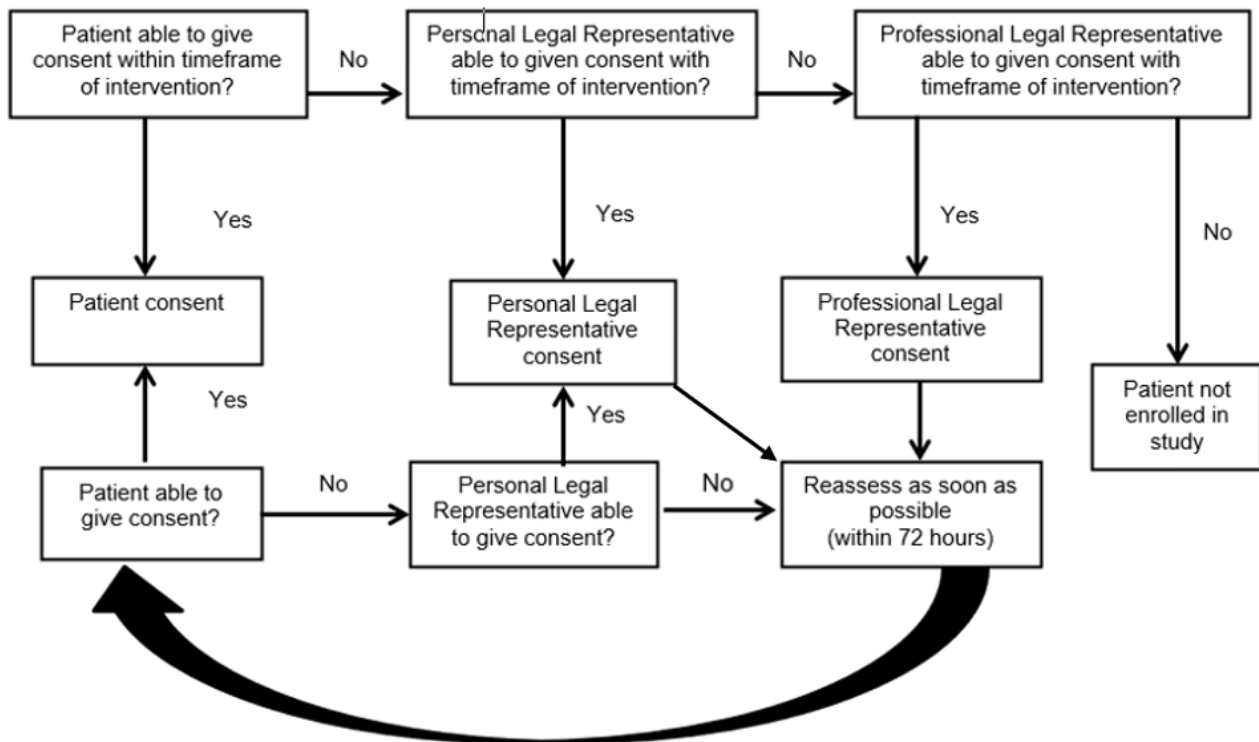 Patient able to give
consent within timeframe
of intervention?
No
Personal Legal Representative
able to given consent with
timeframe of intervention?
No
Professional Legal Representative
able to given consent with
timeframe of intervention?
Yes
Yes
Yes
No
Patient consent
Personal Legal
Representative
consent
Professional Legal
Representative
consent
Patient not
enrolled in
study
Yes
Yes
Patient able to
give consent?
No
Personal Legal
Representative able
to give consent?
No
Reassess as soon as
possible
(within 72 hours)